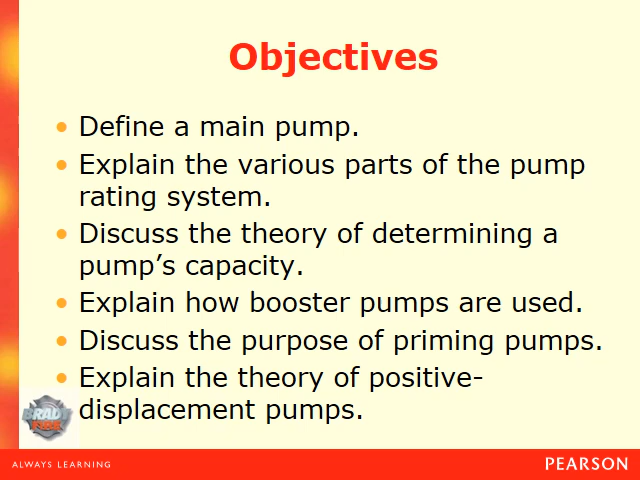 Objectives
• Define a main pump.
• Explain the various parts of the pump
rating system.
• Discuss the theory of determining a
pump’s capacity.
• Explain how booster pumps are used.
• Discuss the purpose of priming pumps.
• Explain the theory of positive-
displacement pumps.
BRADY
FIRE
ALWAYS LEARNING
PEARSON